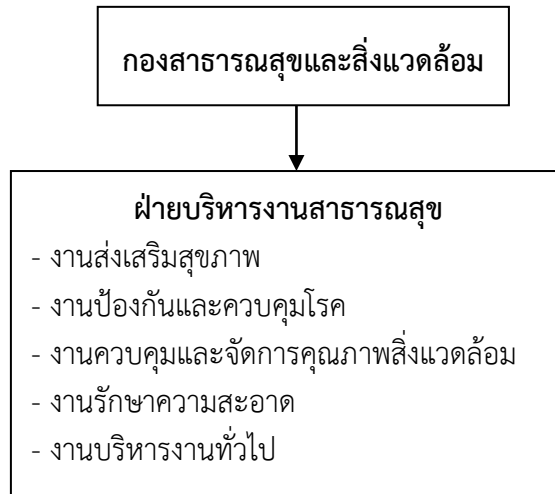 กองสาธารณสุขและสิ่งแวดล้อม
ฝ่ายบริหารงานสาธารณสุข
- งานส่งเสริมสุขภาพ
- งานป้องกันและควบคุมโรค
- งานควบคุมและจัดการคุณภาพสิ่งแวดล้อม
- งานรักษาความสะอาด
- งานบริหารงานทั่วไป